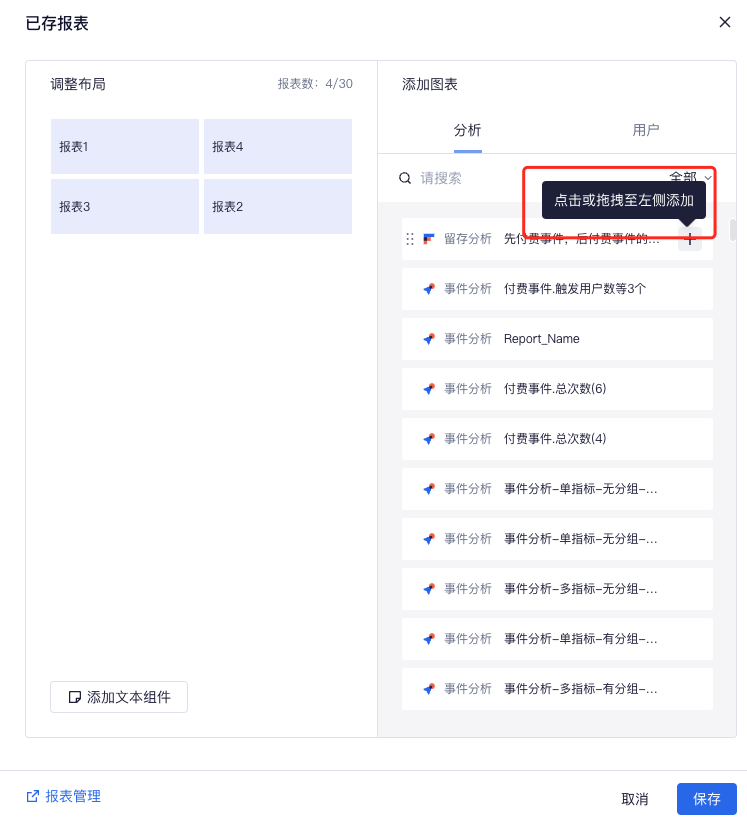 已存报表
调整布局
报表数：4/30
报表1
报表4
报表3
报表2
添加文本组件
添加图表
分析
用户
请搜索
全部
点击或拖拽至左侧添加
留存分析 先付费事件，后付费事件的...
事件分析 付费事件.触发用户数等3个
事件分析 Report_Name
事件分析 付费事件.总次数(6)
事件分析 付费事件.总次数(4)
事件分析 事件分析-单指标-无分组-...
事件分析 事件分析-单指标-无分组-...
事件分析 事件分析-多指标-无分组-...
事件分析 事件分析-单指标-有分组-...
事件分析 事件分析-多指标-有分组-...
报表管理
取消
保存